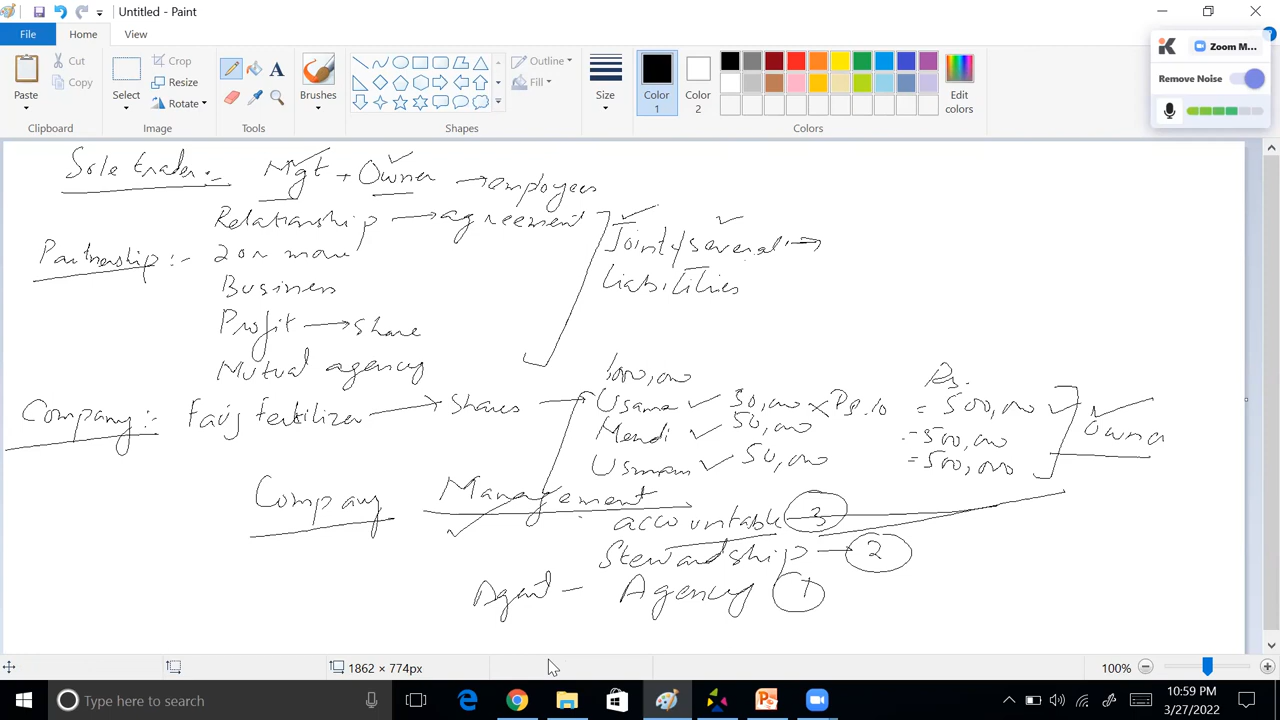 Untitled - Paint
File Home View
Zoom M...
Remove Noise
Paste
Cut
Copy
Clipboard
Select
Crop
Resize
Rotate
Image
Tools
Brushes
Shapes
Outline
Fill
Size
Color 1
Color 2
Edit colors
Colors
Sole trader :- Mgt + Owner → employees
Relationship → agreement
Partnership :- 2 or more
Joint & several →
liabilities
Business
Profit → share
Mutual agency
1000,000
Rs.
Company :- Fauji fertilizer → Shares → Usama ✓ 50,000 x Rs. 10 = 500,000 ✓ Owner
Mehdi ✓ 50,000 = 500,000
Usman ✓ 50,000 = 500,000
Company Management
accountable 3
Stewardship - 2
Agent - Agency 1
1862 × 774px
100%
Type here to search
10:59 PM
3/27/2022